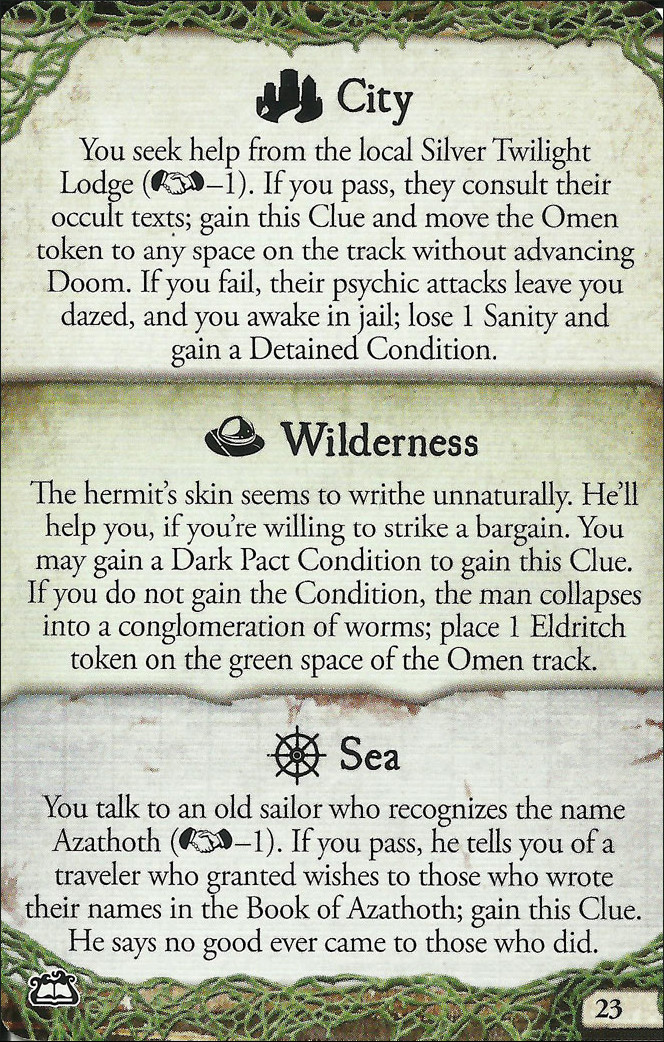 City
You seek help from the local Silver Twilight
Lodge (–1). If you pass, they consult their
occult texts; gain this Clue and move the Omen
token to any space on the track without advancing
Doom. If you fail, their psychic attacks leave you
dazed, and you awake in jail; lose 1 Sanity and
gain a Detained Condition.
Wilderness
The hermit's skin seems to writhe unnaturally. He'll
help you, if you're willing to strike a bargain. You
may gain a Dark Pact Condition to gain this Clue.
If you do not gain the Condition, the man collapses
into a conglomeration of worms; place 1 Eldritch
token on the green space of the Omen track.
Sea
You talk to an old sailor who recognizes the name
Azathoth (–1). If you pass, he tells you of a
traveler who granted wishes to those who wrote
their names in the Book of Azathoth; gain this Clue.
He says no good ever came to those who did.
23